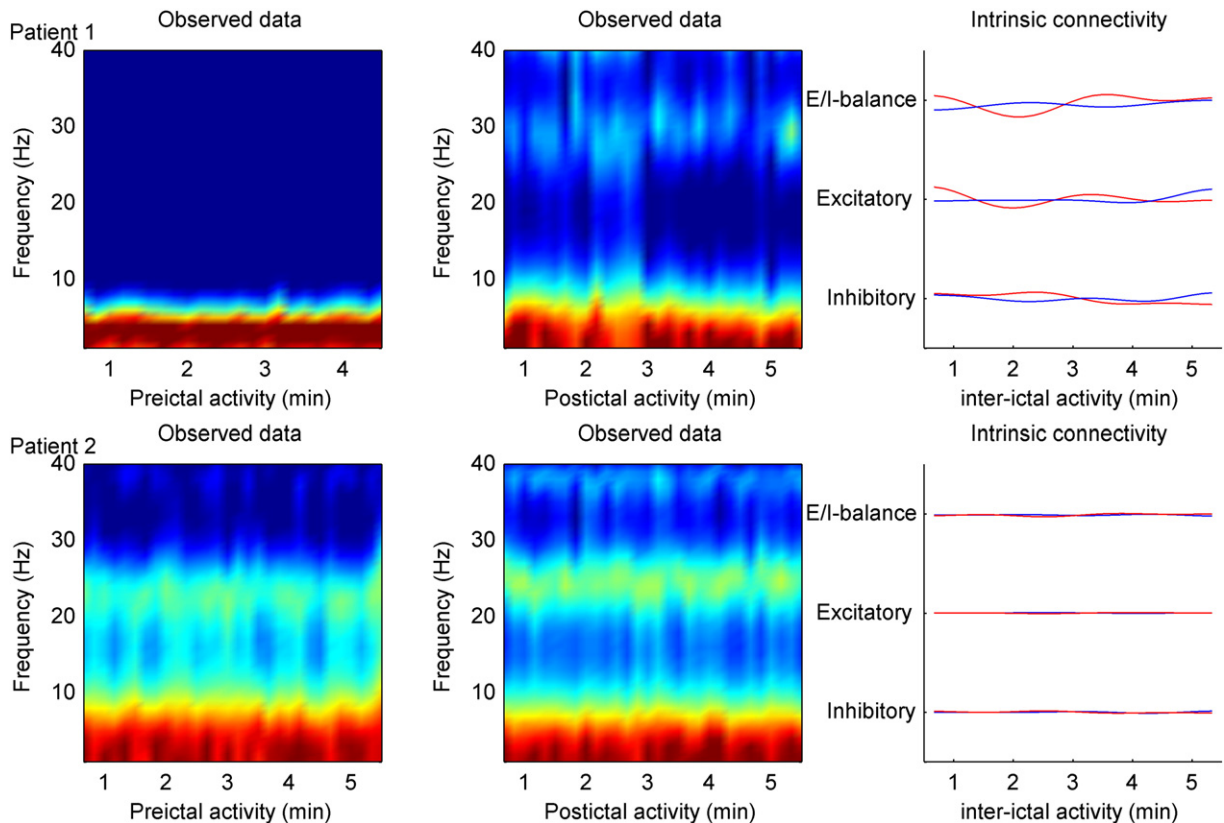 Patient 1
Observed data
Frequency (Hz)
40
30
20
10
1 2 3 4
Preictal activity (min)
Observed data
Frequency (Hz)
40
30
20
10
1 2 3 4 5
Postictal activity (min)
Intrinsic connectivity
E/I-balance
Excitatory
Inhibitory
1 2 3 4 5
inter-ictal activity (min)
Patient 2
Observed data
Frequency (Hz)
40
30
20
10
1 2 3 4 5
Preictal activity (min)
Observed data
Frequency (Hz)
40
30
20
10
1 2 3 4 5
Postictal activity (min)
Intrinsic connectivity
E/I-balance
Excitatory
Inhibitory
1 2 3 4 5
inter-ictal activity (min)